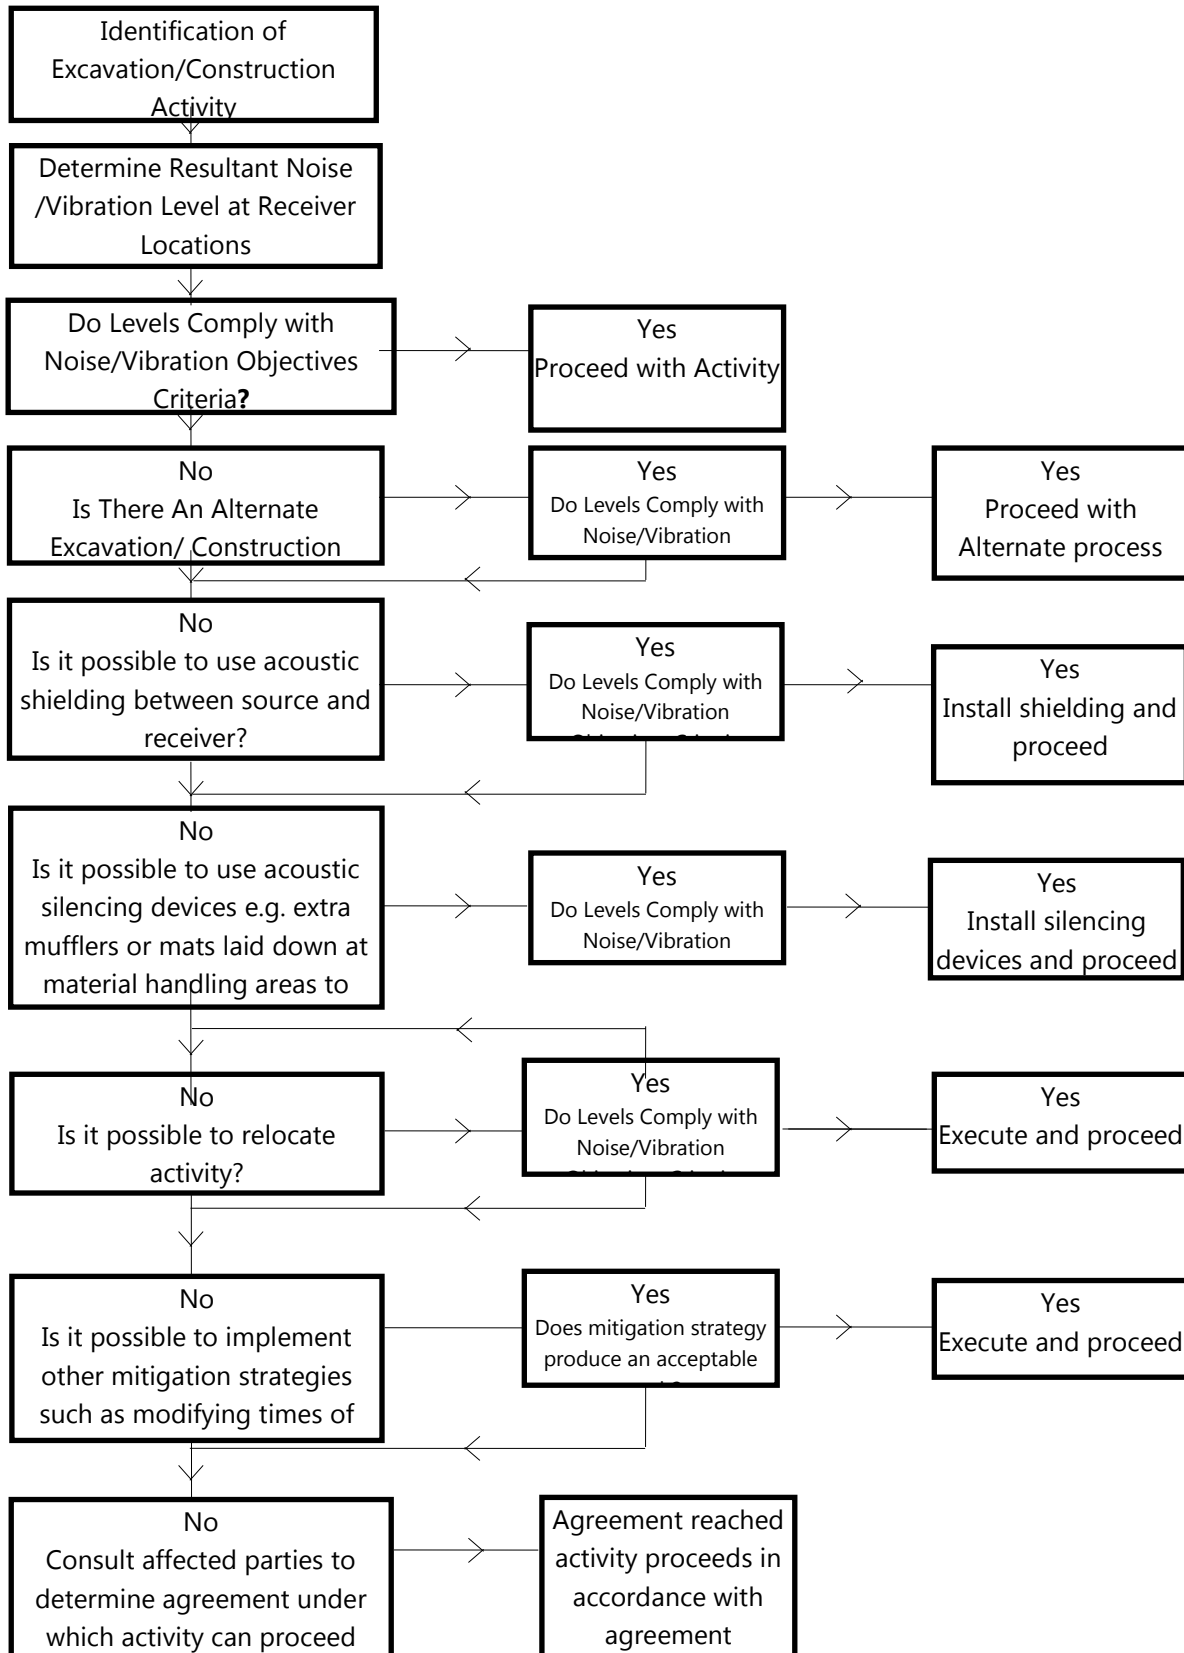 Identification of
Excavation/Construction
Activity
Determine Resultant Noise
/Vibration Level at Receiver
Locations
Do Levels Comply with
Noise/Vibration Objectives
Criteria?
Yes
Proceed with Activity
No
Is There An Alternate
Excavation/ Construction
Yes
Do Levels Comply with
Noise/Vibration
Yes
Proceed with
Alternate process
No
Is it possible to use acoustic
shielding between source and
receiver?
Yes
Do Levels Comply with
Noise/Vibration
Yes
Install shielding and
proceed
No
Is it possible to use acoustic
silencing devices e.g. extra
mufflers or mats laid down at
material handling areas to
Yes
Do Levels Comply with
Noise/Vibration
Yes
Install silencing
devices and proceed
No
Is it possible to relocate
activity?
Yes
Do Levels Comply with
Noise/Vibration
Yes
Execute and proceed
No
Is it possible to implement
other mitigation strategies
such as modifying times of
Yes
Does mitigation strategy
produce an acceptable
Yes
Execute and proceed
No
Consult affected parties to
determine agreement under
which activity can proceed
Agreement reached
activity proceeds in
accordance with
agreement